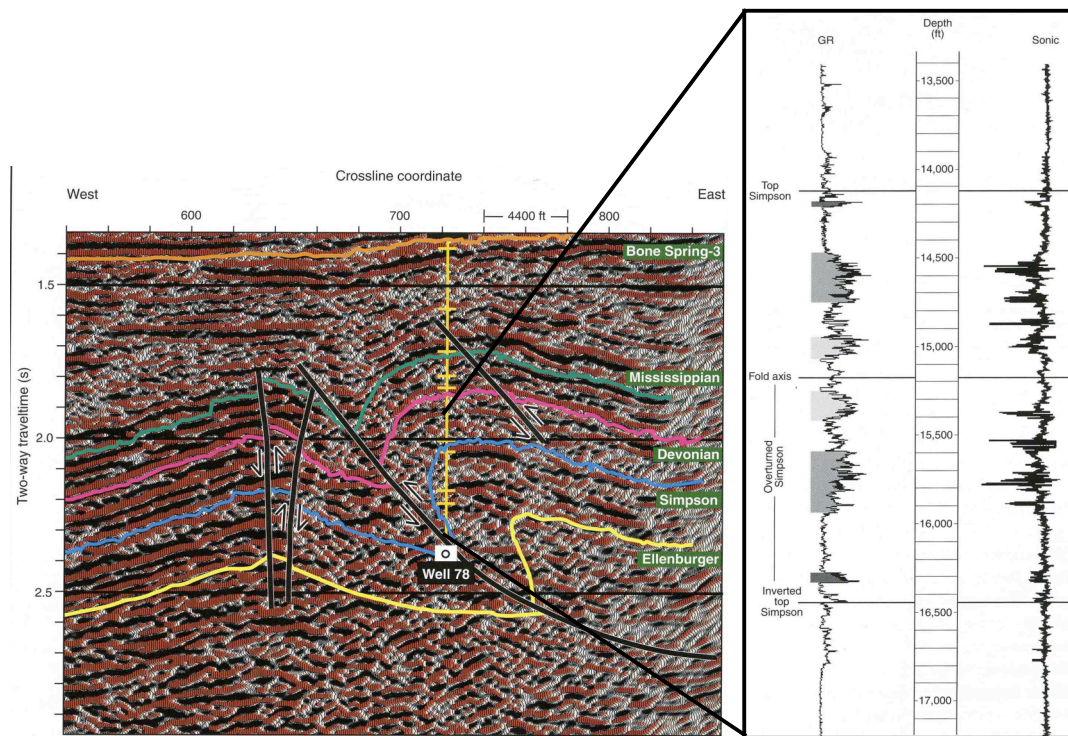 Crossline coordinate
West
East
600
700
4400 ft
800
Two-way traveltime (s)
1.5
2.0
2.5
Bone Spring-3
Mississippian
Devonian
Simpson
Ellenburger
Well 78
GR
Depth
(ft)
Sonic
13,500
14,000
Top
Simpson
14,500
15,000
Fold axis
15,500
Overturned
Simpson
16,000
Inverted
top
Simpson
16,500
17,000